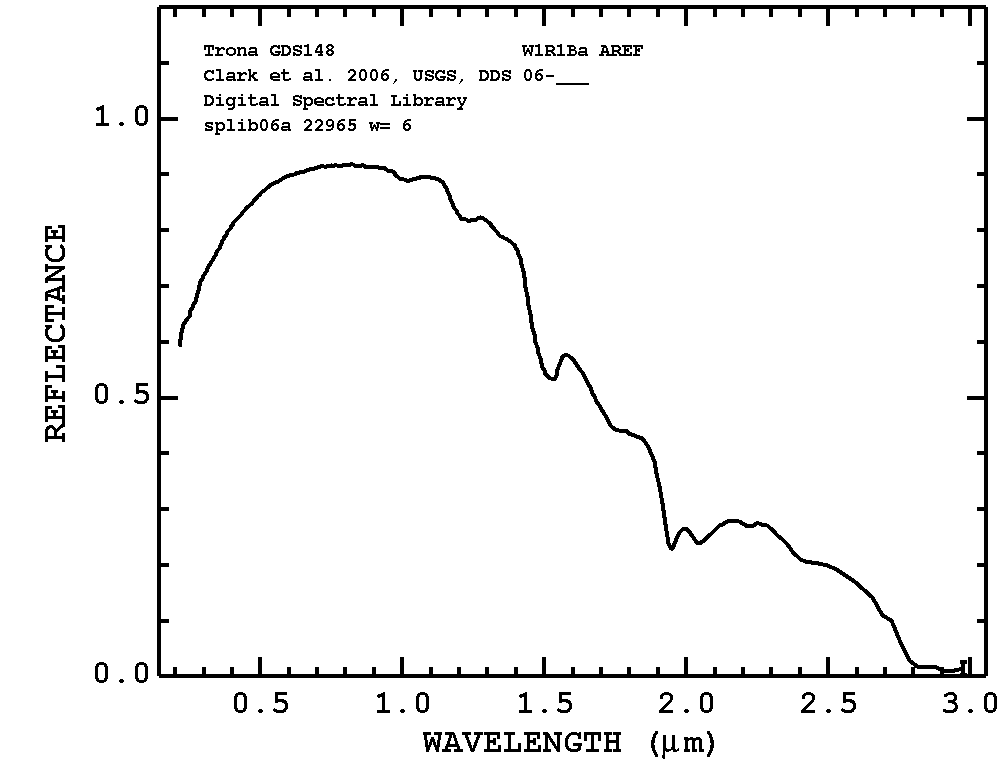 Trona GDS148 W1R1Ba AREF
Clark et al. 2006, USGS, DDS 06-___
Digital Spectral Library
splib06a 22965 w= 6
1.0
0.5
0.0
REFLECTANCE
0.5 1.0 1.5 2.0 2.5 3.0
WAVELENGTH (μm)